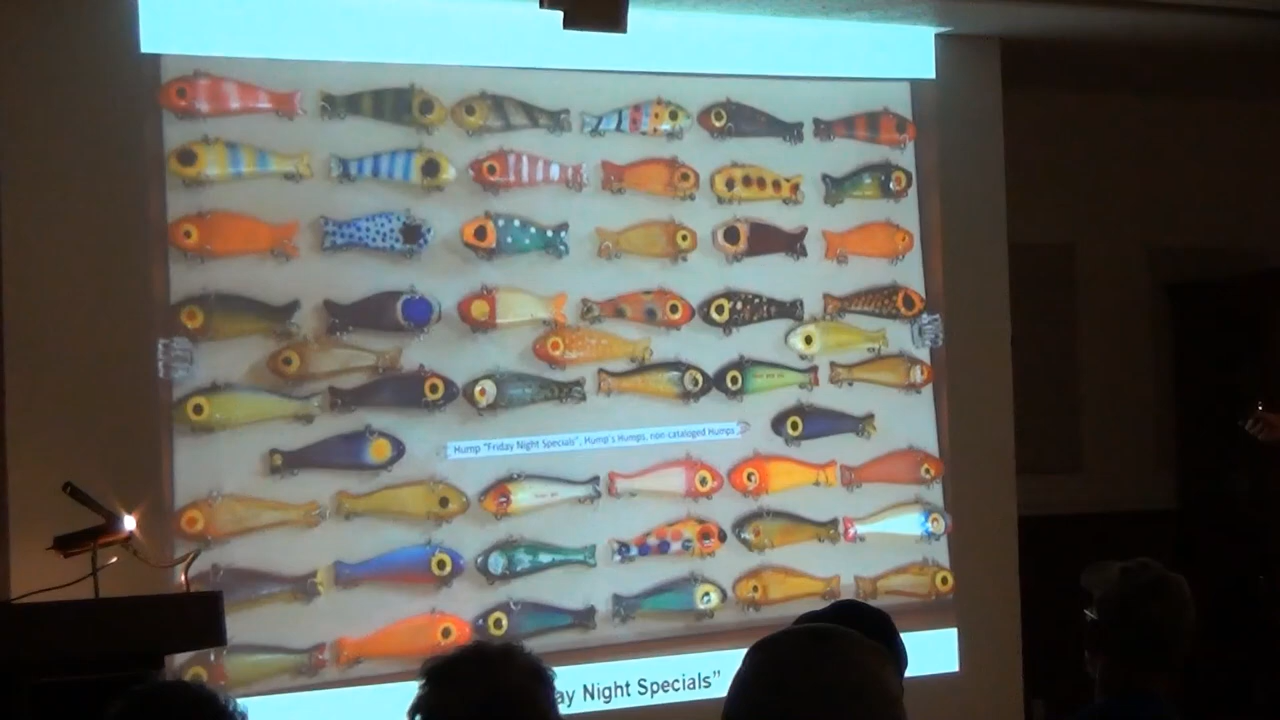 Hump "Friday Night Specials", Hump's Humps, non-cataloged Humps
ay Night Specials"